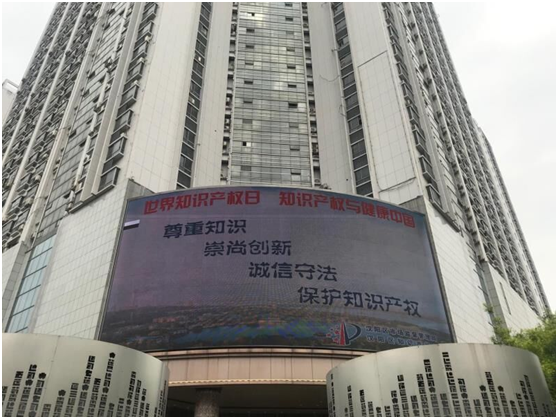 世界知识产权日 知识产权与健康中国
尊重知识
崇尚创新
诚信守法
保护知识产权